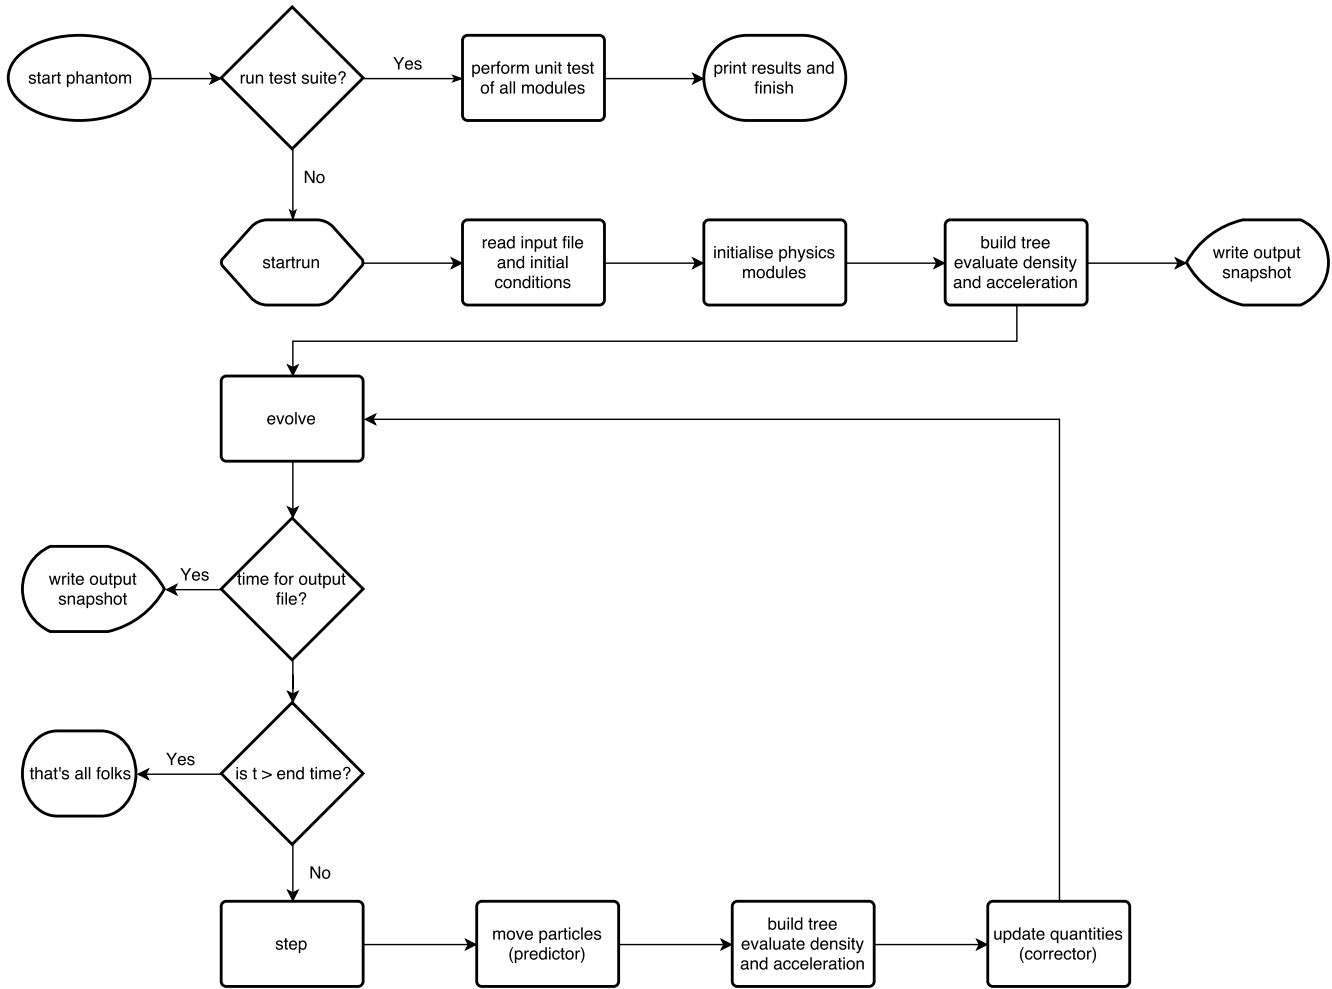 start phantom
run test suite?
Yes
perform unit test
of all modules
print results and
finish
No
startrun
read input file
and initial
conditions
initialise physics
modules
build tree
evaluate density
and acceleration
write output
snapshot
evolve
time for output
file?
Yes
write output
snapshot
is t > end time?
Yes
that's all folks
No
step
move particles
(predictor)
build tree
evaluate density
and acceleration
update quantities
(corrector)